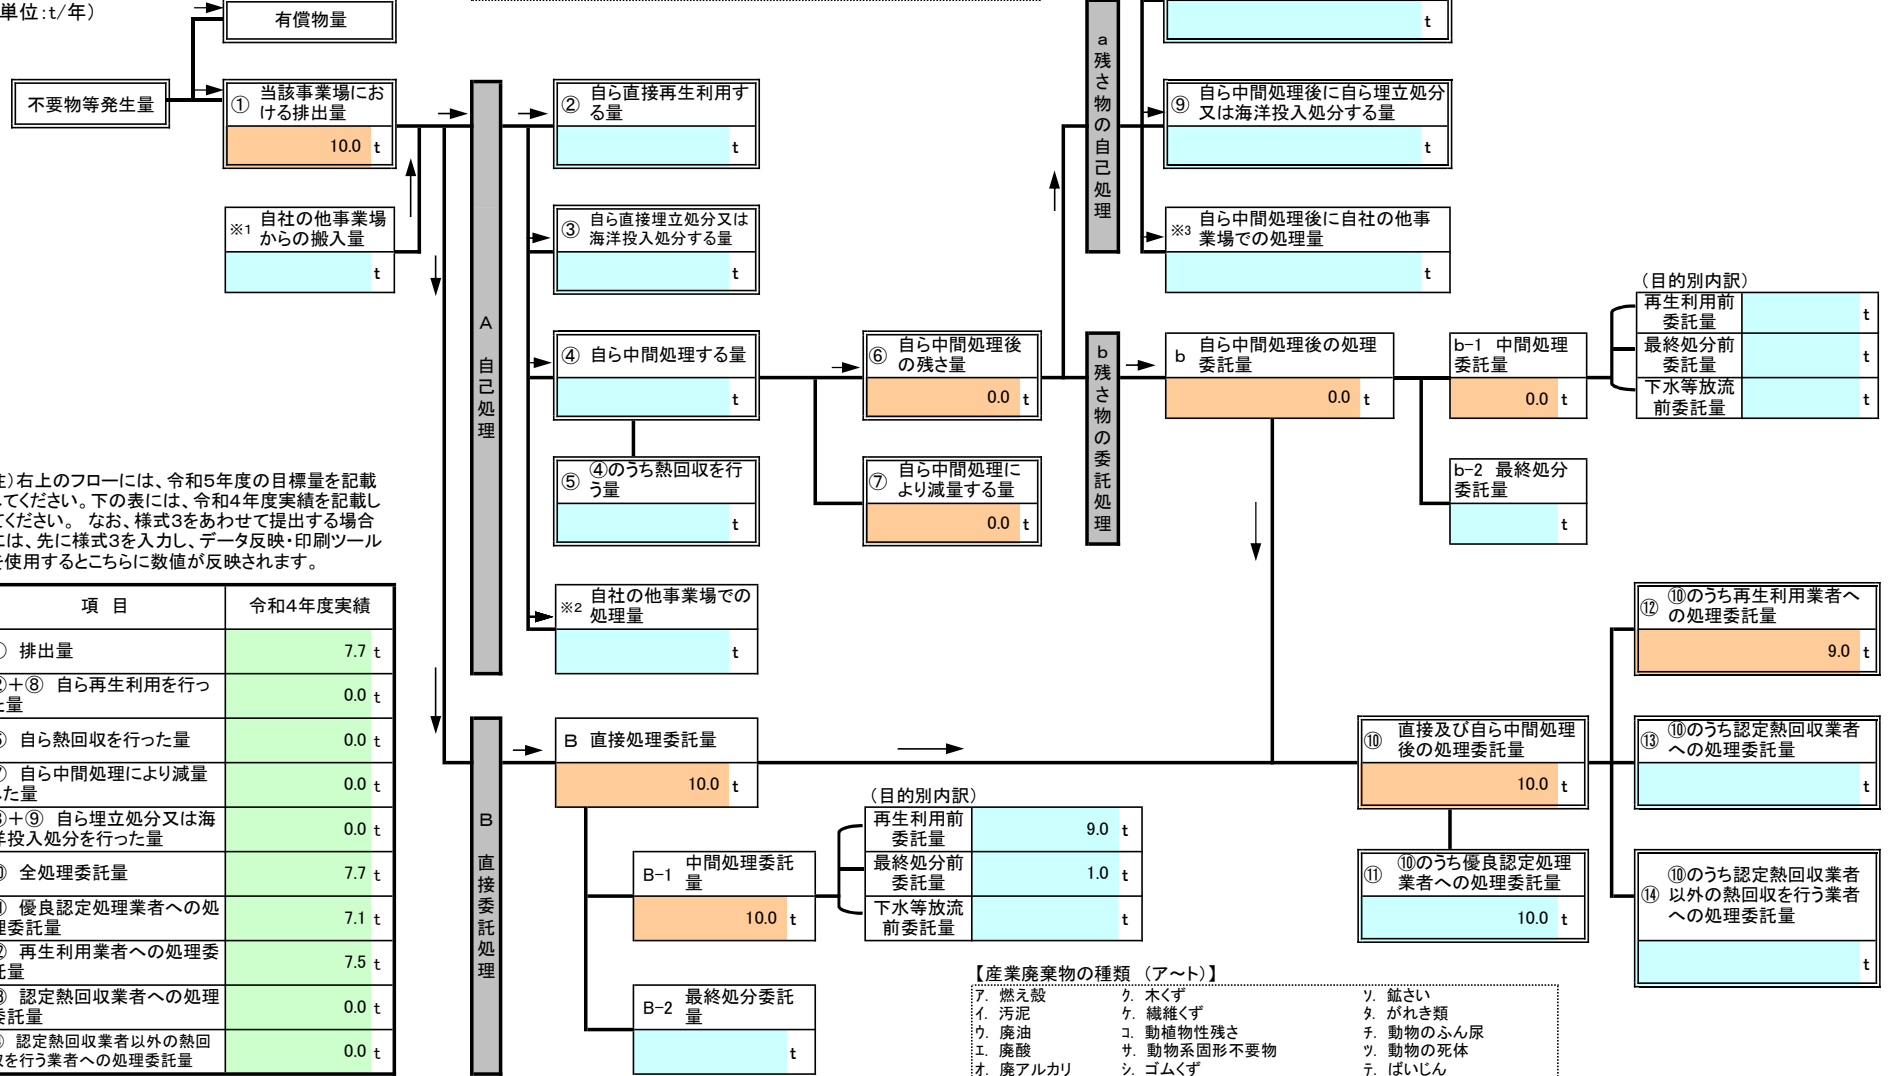 単位:t/年)
有償物量
不要物等発生量
① 当該事業場にお
ける排出量
10.0 t
※1 自社の他事業場
からの搬入量
t
A 自己処理
② 自ら直接再生利用す
る量
t
③ 自ら直接埋立処分又は
海洋投入処分する量
t
④ 自ら中間処理する量
t
⑤ ④のうち熱回収を行
う量
t
※2 自社の他事業場での
処理量
t
⑥ 自ら中間処理後
の残さ量
0.0 t
⑦ 自ら中間処理に
より減量する量
0.0 t
a残さ物の自己処理
t
⑨ 自ら中間処理後に自ら埋立処分
又は海洋投入処分する量
t
※3 自ら中間処理後に自社の他事
業場での処理量
t
b残さ物の委託処理
b 自ら中間処理後の処理
委託量
0.0 t
b-1 中間処理
委託量
0.0 t
b-2 最終処分
委託量
t
(目的別内訳)
再生利用前
委託量
t
最終処分前
委託量
t
下水等放流
前委託量
t
)右上のフローには、令和5年度の目標量を記載
てください。下の表には、令和4年度実績を記載し
ください。 なお、様式3をあわせて提出する場合
は、先に様式3を入力し、データ反映・印刷ツール
使用するとこちらに数値が反映されます。
項 目 令和4年度実績
排出量 7.7 t
+⑧ 自ら再生利用を行っ
量
0.0 t
自ら熱回収を行った量 0.0 t
自ら中間処理により減量
た量
0.0 t
+⑨ 自ら埋立処分又は海
洋投入処分を行った量
0.0 t
全処理委託量 7.7 t
優良認定処理業者への処
理委託量
7.1 t
再生利用業者への処理委
託量
7.5 t
認定熱回収業者への処理
委託量
0.0 t
認定熱回収業者以外の熱回
収を行う業者への処理委託量
0.0 t
B 直接委託処理
B 直接処理委託量
10.0 t
B-1 中間処理委託
量
10.0 t
B-2 最終処分委託
量
t
(目的別内訳)
再生利用前
委託量
9.0 t
最終処分前
委託量
1.0 t
下水等放流
前委託量
t
⑩ 直接及び自ら中間処理
後の処理委託量
10.0 t
⑪ ⑩のうち優良認定処理
業者への処理委託量
10.0 t
⑫ ⑩のうち再生利用業者へ
の処理委託量
9.0 t
⑬ ⑩のうち認定熱回収業者
への処理委託量
t
⑭ ⑩のうち認定熱回収業者
以外の熱回収を行う業者
への処理委託量
t
【産業廃棄物の種類 (ア～ト)】
ア. 燃え殻 ク. 木くず ソ. 鉱さい
イ. 汚泥 ケ. 繊維くず タ. がれき類
ウ. 廃油 コ. 動植物性残さ チ. 動物のふん尿
エ. 廃酸 サ. 動物系固形不要物 ツ. 動物の死体
オ. 廃アルカリ シ. ゴムくず テ. ばいじん